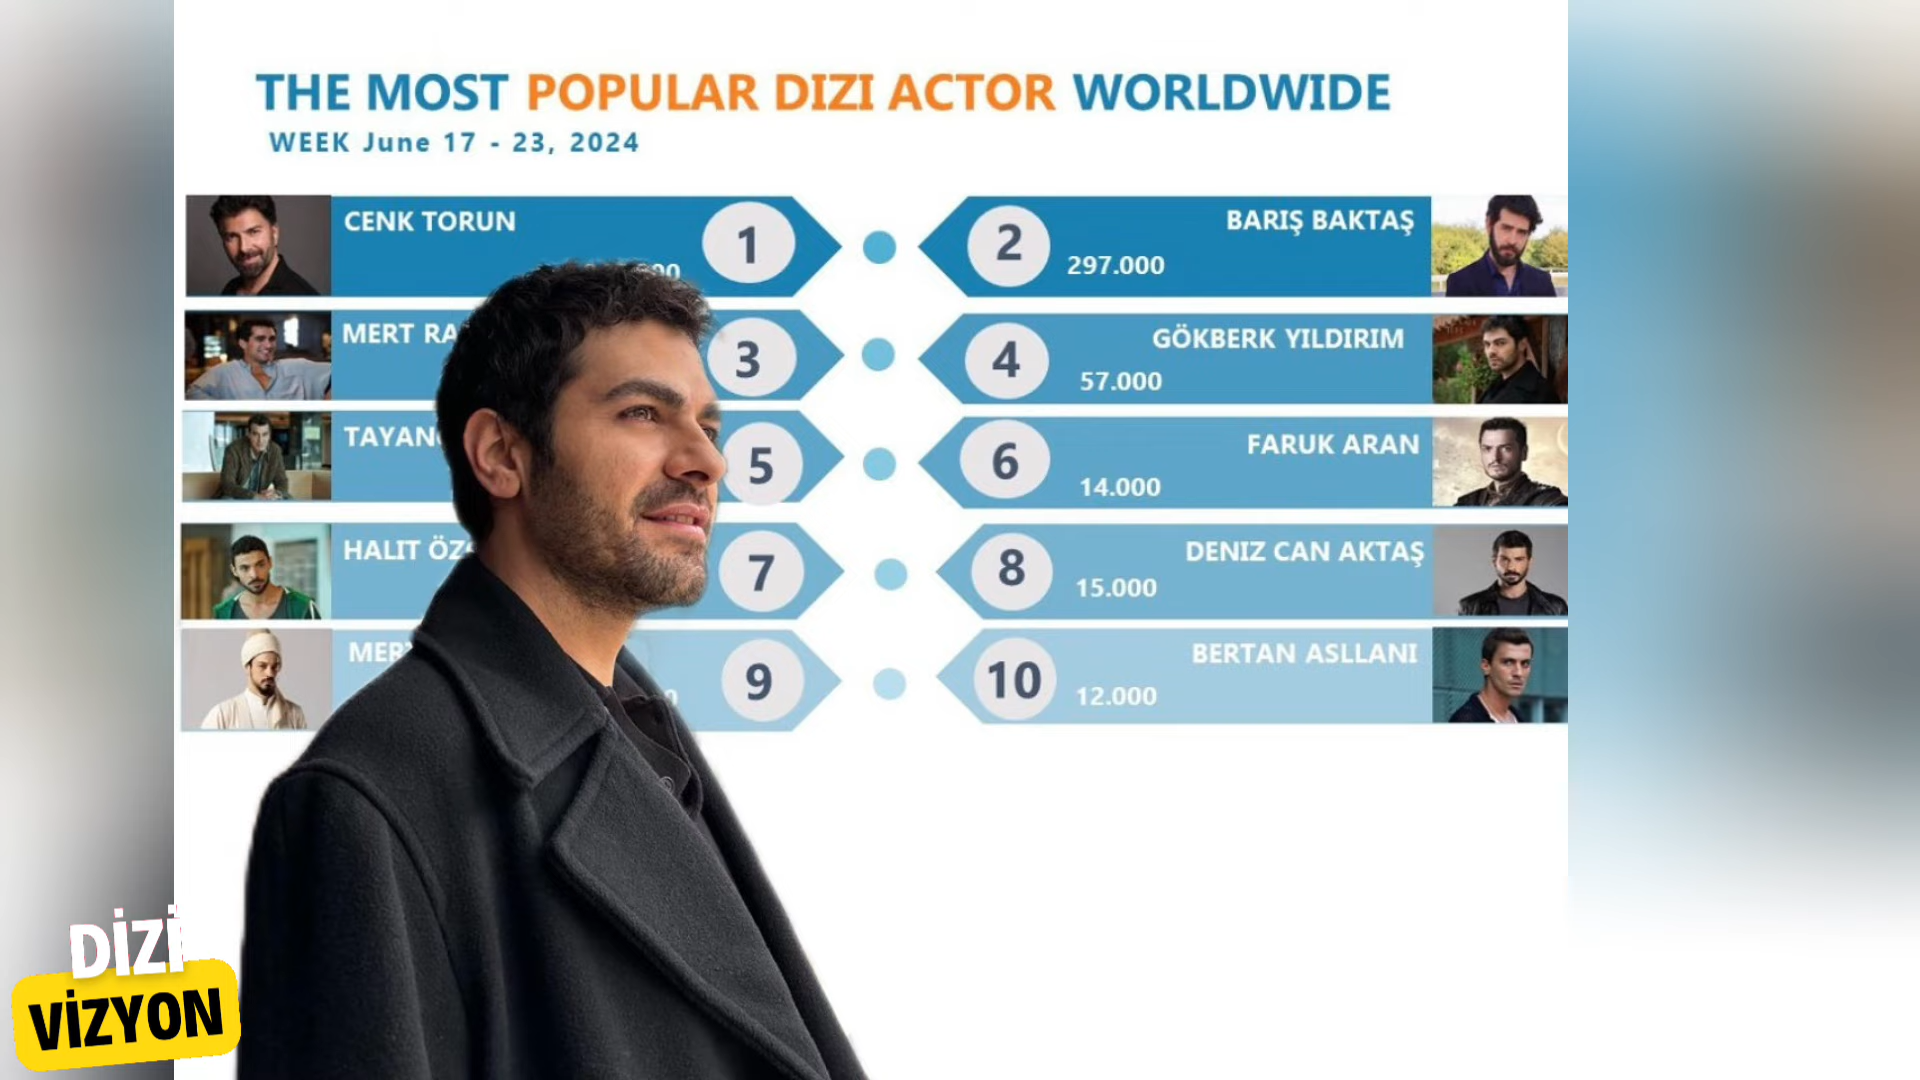 THE MOST POPULAR DIZI ACTOR WORLDWIDE
WEEK June 17 - 23, 2024
CENK TORUN
1
2
BARIŞ BAKTAŞ
297.000
MERT
3
4
GÖKBERK YILDIRIM
57.000
5
6
FARUK ARAN
14.000
HALIT
7
8
DENIZ CAN AKTAŞ
15.000
9
10
BERTAN ASLLANI
12.000
DİZİ
VİZYON